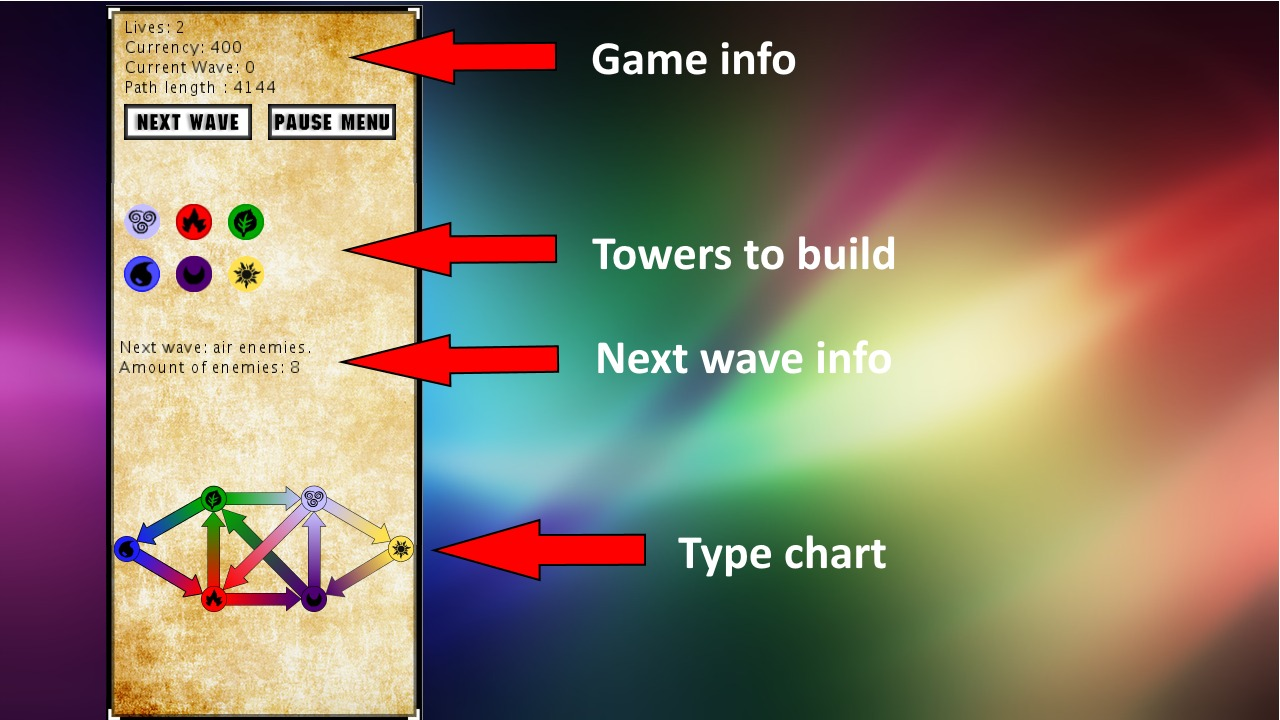 Lives: 2
Currency: 400
Current Wave: 0
Path length : 4144
NEXT WAVE PAUSE MENU
Game info
Towers to build
Next wave: air enemies.
Amount of enemies: 8
Next wave info
Type chart